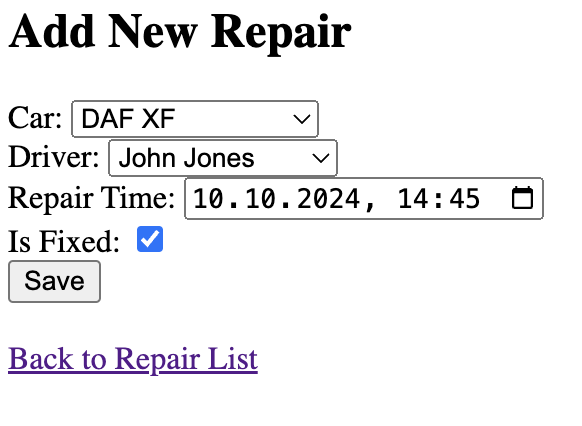 Add New Repair
Car: DAF XF
Driver: John Jones
Repair Time: 10.10.2024, 14:45
Is Fixed:
Save
Back to Repair List